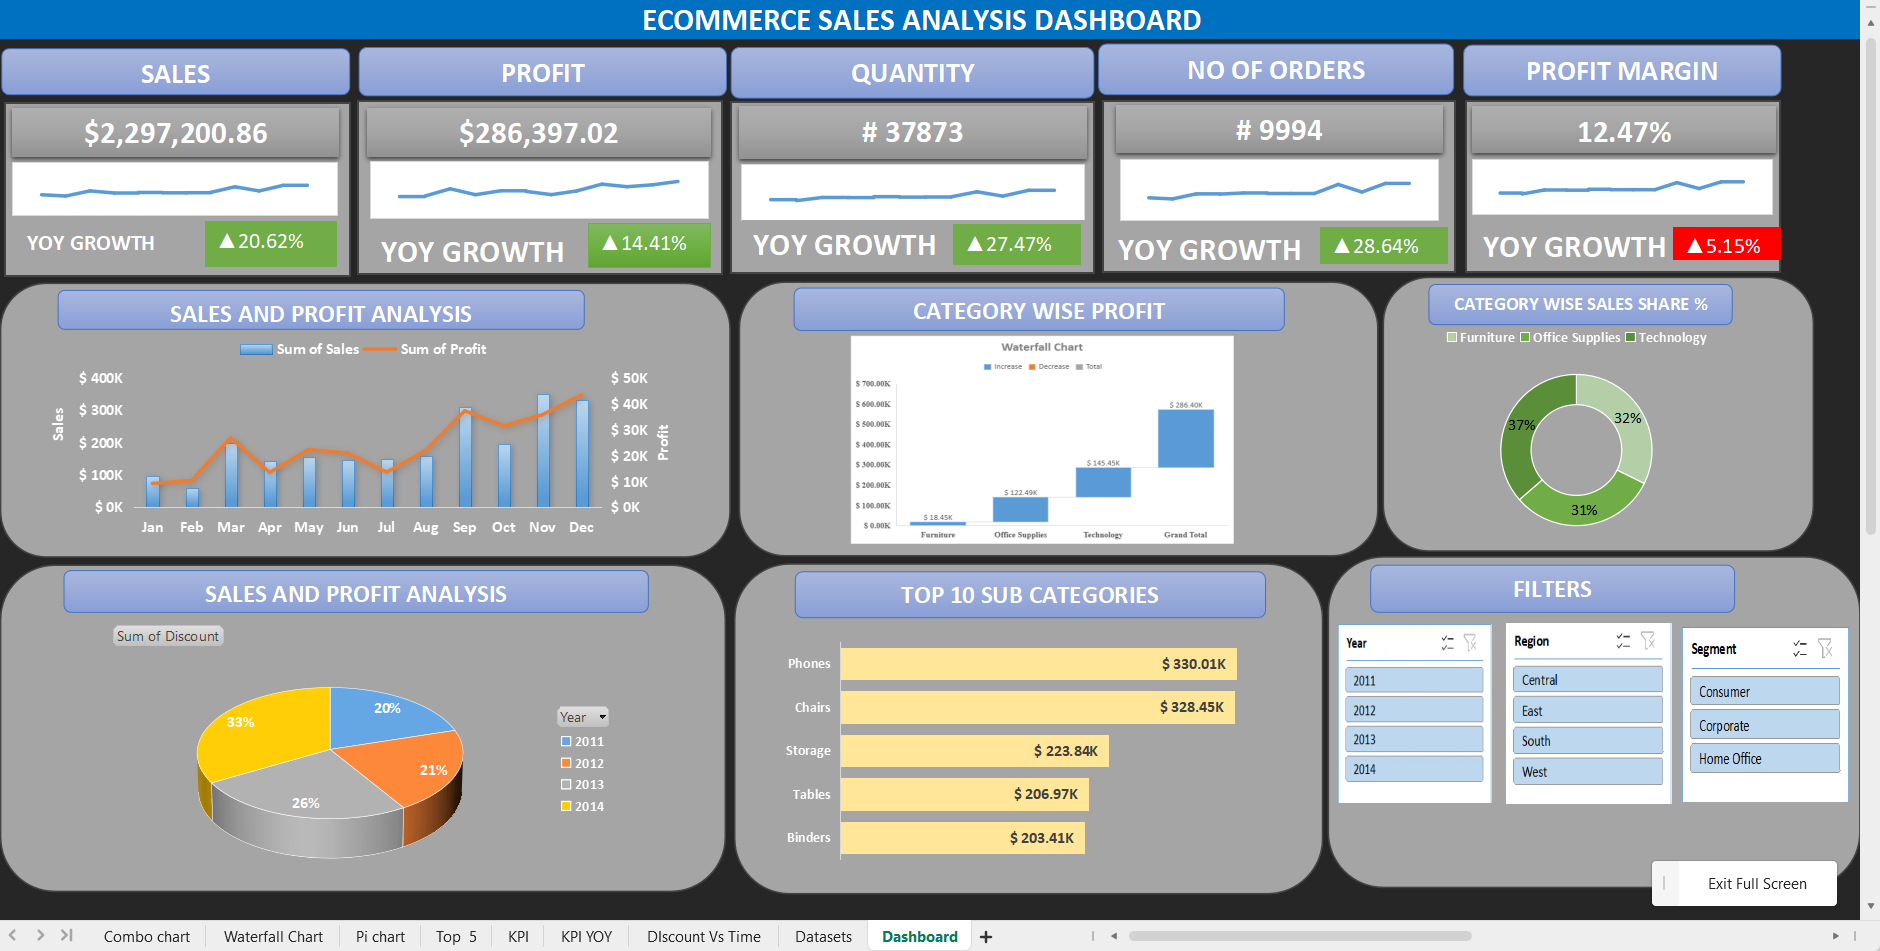 ECOMMERCE SALES ANALYSIS DASHBOARD
SALES
PROFIT
QUANTITY
NO OF ORDERS
PROFIT MARGIN
$2,297,200.86
$286,397.02
# 37873
# 9994
12.47%
YOY GROWTH
▲20.62%
YOY GROWTH
▲14.41%
YOY GROWTH
▲27.47%
YOY GROWTH
▲28.64%
YOY GROWTH
▲5.15%
SALES AND PROFIT ANALYSIS
Sum of Sales
Sum of Profit
Sales
$ 400K
$ 300K
$ 200K
$ 100K
$ 0K
$ 50K
$ 40K
$ 30K
$ 20K
$ 10K
$ 0K
Profit
Jan Feb Mar Apr May Jun Jul Aug Sep Oct Nov Dec
CATEGORY WISE PROFIT
Waterfall Chart
Increase Decrease Total
$ 700.00K
$ 600.00K
$ 500.00K
$ 400.00K
$ 300.00K
$ 200.00K
$ 100.00K
$ 0.00K
$ 18.45K
$ 122.49K
$ 145.45K
$ 286.40K
Furniture Office Supplies Technology Grand Total
CATEGORY WISE SALES SHARE %
Furniture Office Supplies Technology
32%
37%
31%
SALES AND PROFIT ANALYSIS
Sum of Discount
20%
33%
21%
26%
Year
2011
2012
2013
2014
TOP 10 SUB CATEGORIES
Phones $ 330.01K
Chairs $ 328.45K
Storage $ 223.84K
Tables $ 206.97K
Binders $ 203.41K
FILTERS
Year
2011
2012
2013
2014
Region
Central
East
South
West
Segment
Consumer
Corporate
Home Office
Exit Full Screen
Combo chart
Waterfall Chart
Pi chart
Top 5
KPI
KPI YOY
DIscount Vs Time
Datasets
Dashboard